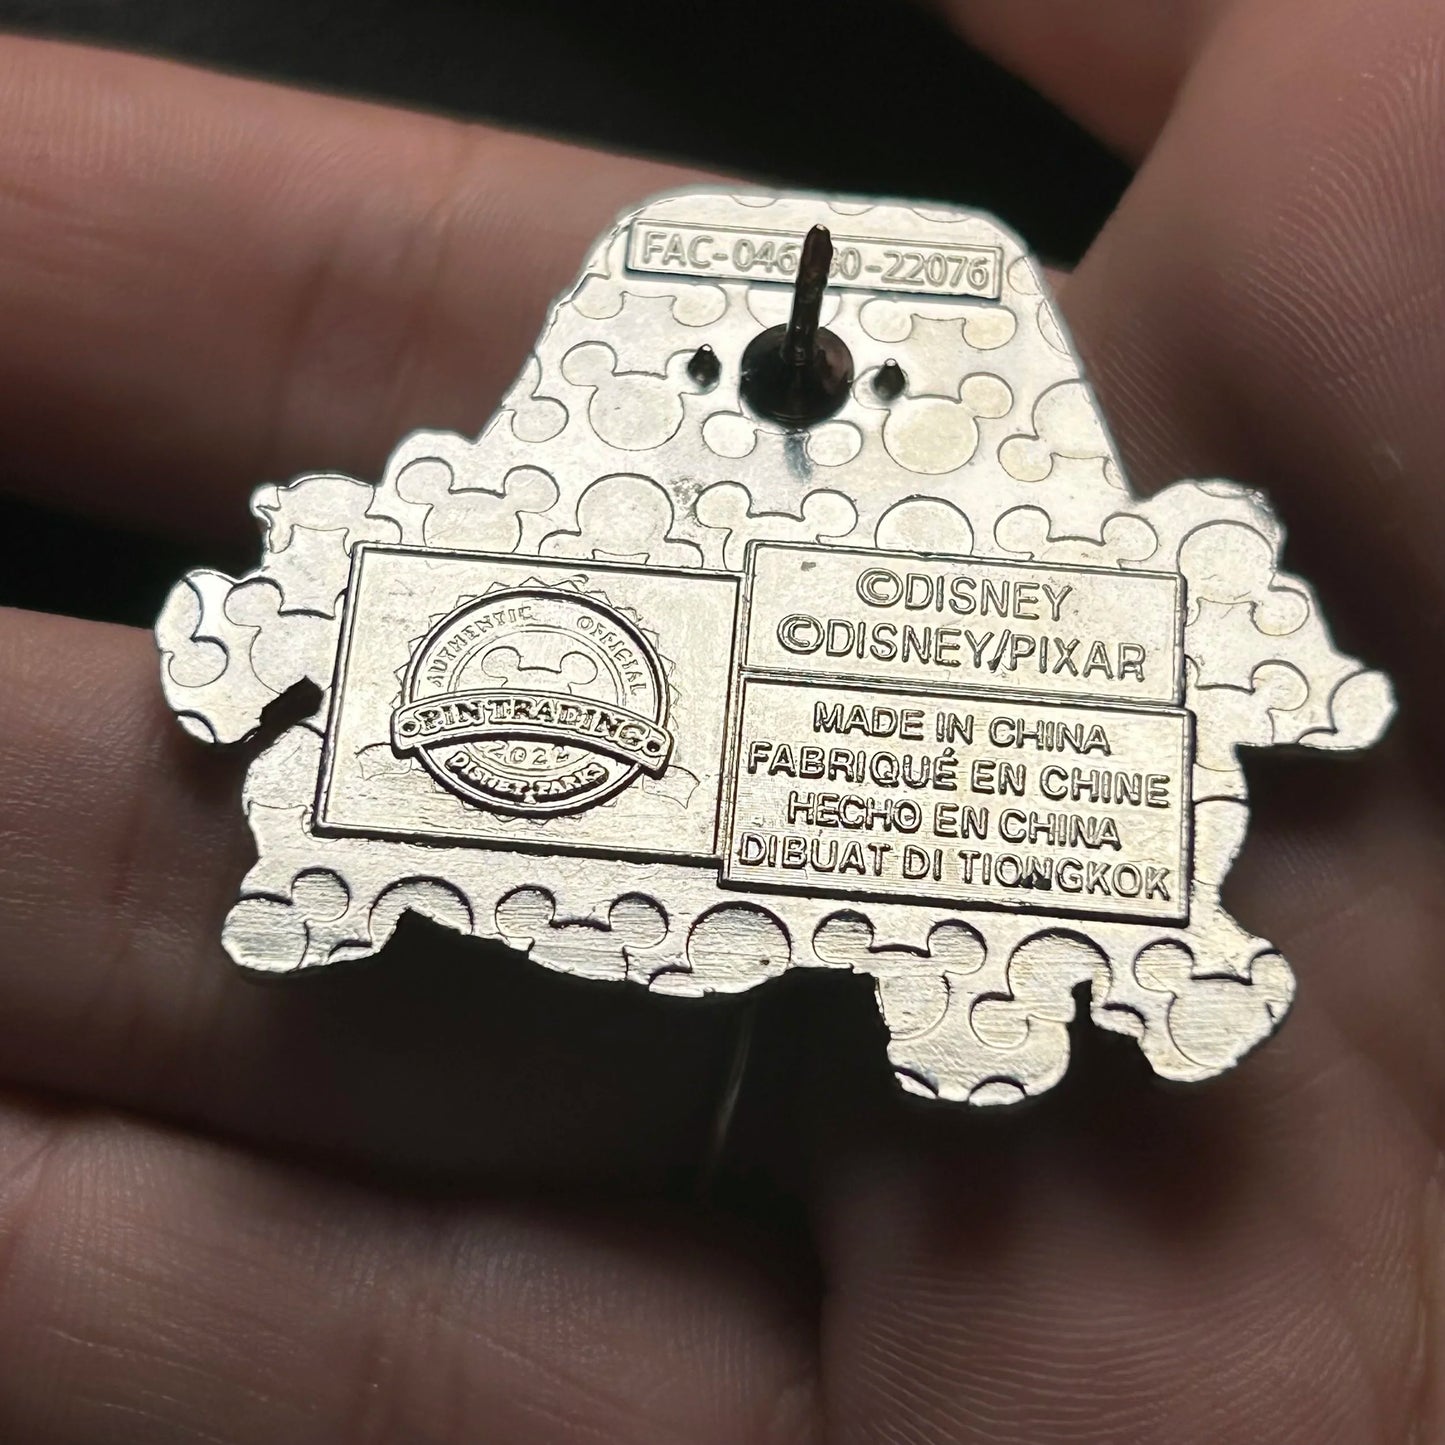 ©DISNEY
©DISNEY/PIXAR
MADE IN CHINA
FABRIQUÉ EN CHINE
HECHO EN CHINA
DIBUAT DI TIONGKOK
AUTHENTIC OFFICIAL
PIN TRADING
2022
DISNEY PARKS